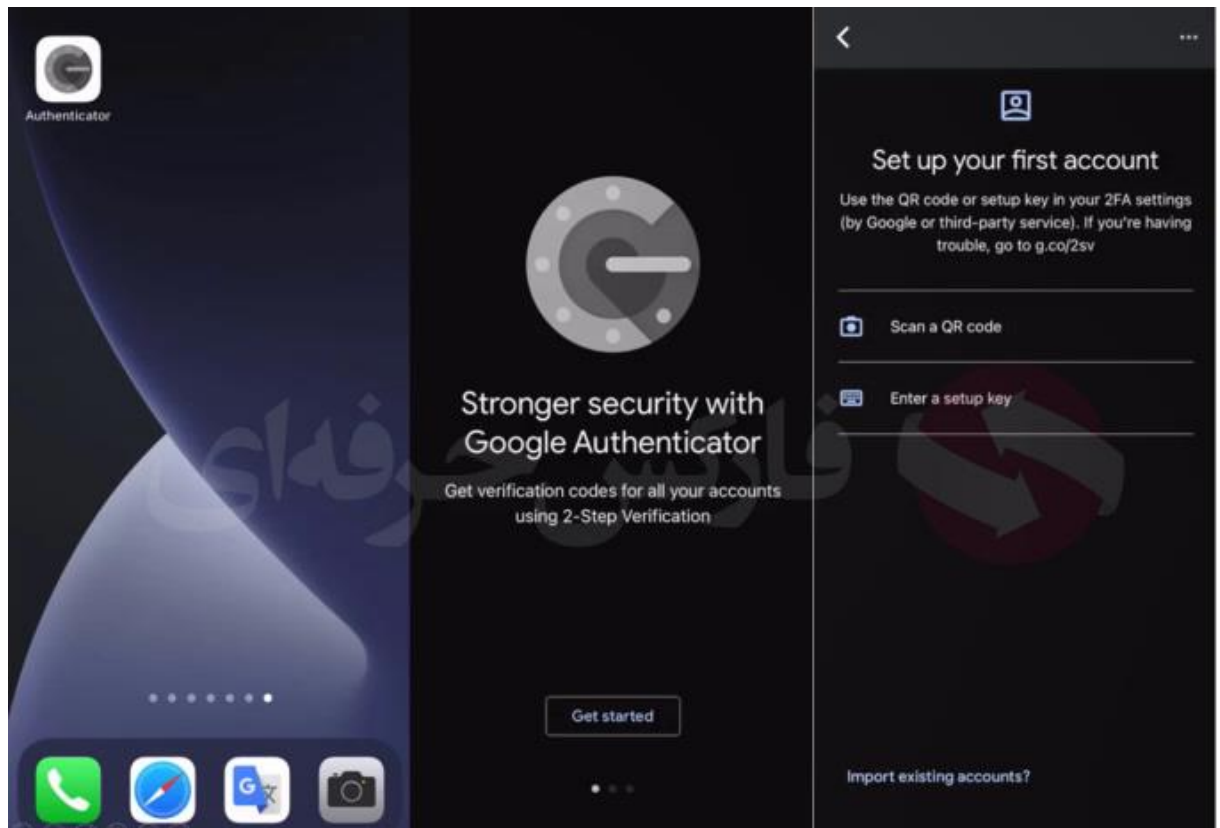 Authenticator
Stronger security with
Google Authenticator
Get verification codes for all your accounts
using 2-Step Verification
Get started
Set up your first account
Use the QR code or setup key in your 2FA settings
(by Google or third-party service). If you're having
trouble, go to g.co/2sv
Scan a QR code
Enter a setup key
Import existing accounts?
فارکس حرفه‌ای